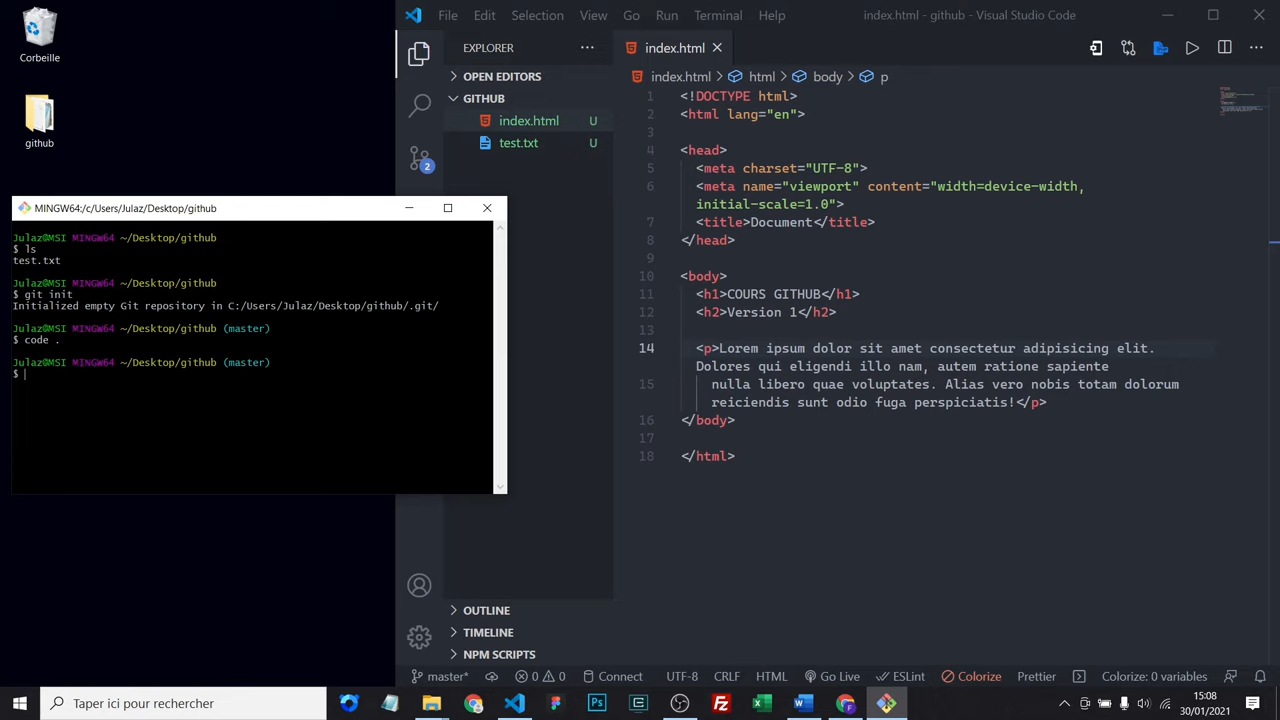 Corbeille
github
MINGW64:/c/Users/Julaz/Desktop/github
Julaz@MSI MINGW64 ~/Desktop/github
$ ls
test.txt
Julaz@MSI MINGW64 ~/Desktop/github
$ git init
Initialized empty Git repository in C:/Users/Julaz/Desktop/github/.git/
Julaz@MSI MINGW64 ~/Desktop/github (master)
$ code .
Julaz@MSI MINGW64 ~/Desktop/github (master)
$
File Edit Selection View Go Run Terminal Help index.html - github - Visual Studio Code
EXPLORER
OPEN EDITORS
GITHUB
index.html U
test.txt U
2
OUTLINE
TIMELINE
NPM SCRIPTS
index.html
index.html > html > body > p
1 <!DOCTYPE html>
2 <html lang="en">
3
4 <head>
5 <meta charset="UTF-8">
6 <meta name="viewport" content="width=device-width,
initial-scale=1.0">
7 <title>Document</title>
8 </head>
9
10 <body>
11 <h1>COURS GITHUB</h1>
12 <h2>Version 1</h2>
13
14 <p>Lorem ipsum dolor sit amet consectetur adipisicing elit.
Dolores qui eligendi illo nam, autem ratione sapiente
15 nulla libero quae voluptates. Alias vero nobis totam dolorum
reiciendis sunt odio fuga perspiciatis!</p>
16 </body>
17
18 </html>
master* 0 0 Connect UTF-8 CRLF HTML Go Live ESLint Colorize Prettier Colorize: 0 variables
Taper ici pour rechercher
15:08
30/01/2021